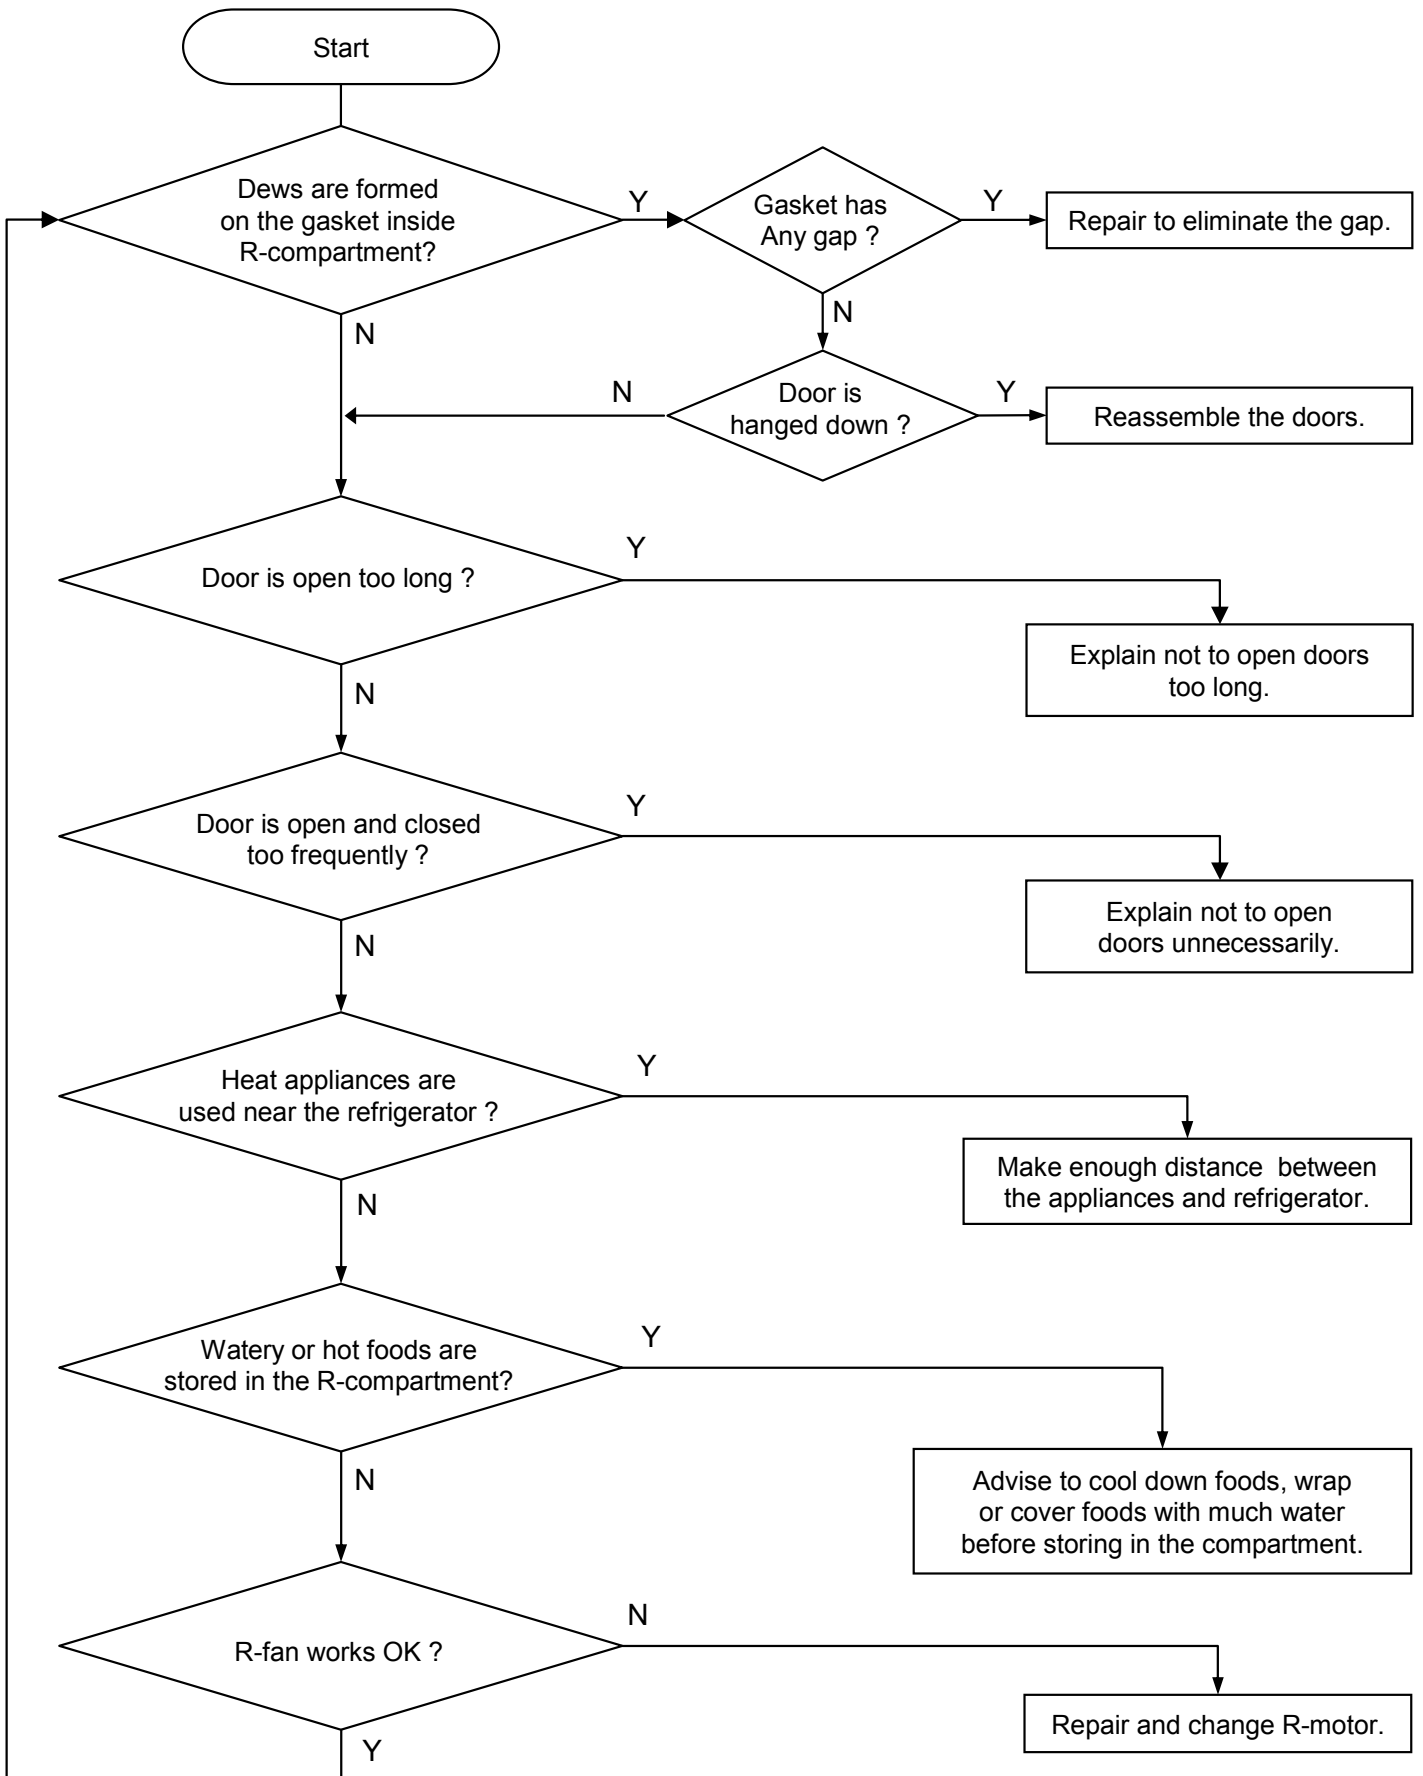 Start
Dews are formed
on the gasket inside
R-compartment?
Y
Gasket has
Any gap ?
Y
Repair to eliminate the gap.
N
N
Door is
hanged down ?
N
Y
Reassemble the doors.
Door is open too long ?
Y
Explain not to open doors
too long.
N
Door is open and closed
too frequently ?
Y
Explain not to open
doors unnecessarily.
N
Heat appliances are
used near the refrigerator ?
Y
Make enough distance  between
the appliances and refrigerator.
N
Watery or hot foods are
stored in the R-compartment?
Y
Advise to cool down foods, wrap
or cover foods with much water
before storing in the compartment.
N
R-fan works OK ?
N
Repair and change R-motor.
Y